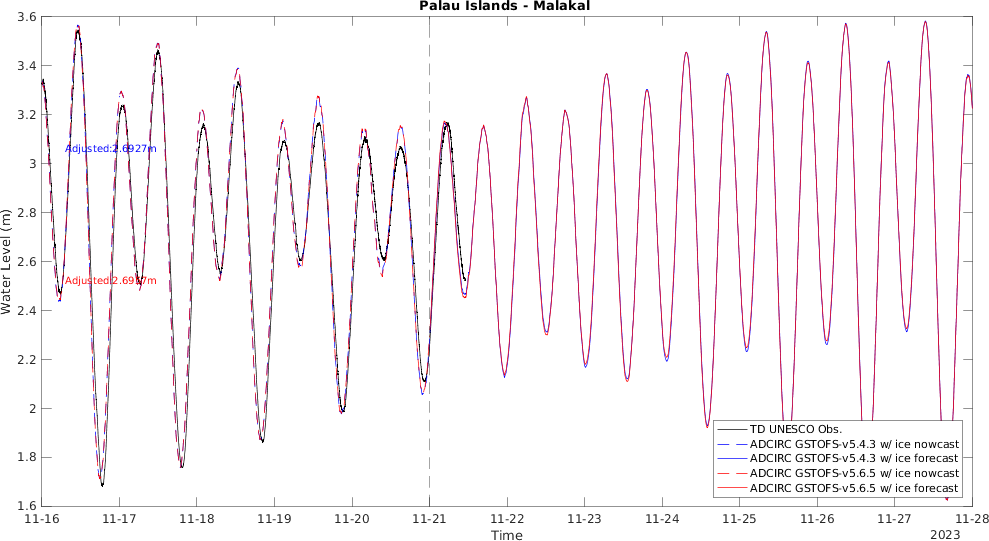 Palau Islands - Malakal
Water Level (m)
3.6
3.4
3.2
3
2.8
2.6
2.4
2.2
2
1.8
1.6
Adjusted:2.6927m
Adjusted:2.6917m
TD UNESCO Obs.
ADCIRC GSTOFS-v5.4.3 w/ ice nowcast
ADCIRC GSTOFS-v5.4.3 w/ ice forecast
ADCIRC GSTOFS-v5.6.5 w/ ice nowcast
ADCIRC GSTOFS-v5.6.5 w/ ice forecast
11-16 11-17 11-18 11-19 11-20 11-21 11-22 11-23 11-24 11-25 11-26 11-27 11-28
Time
2023